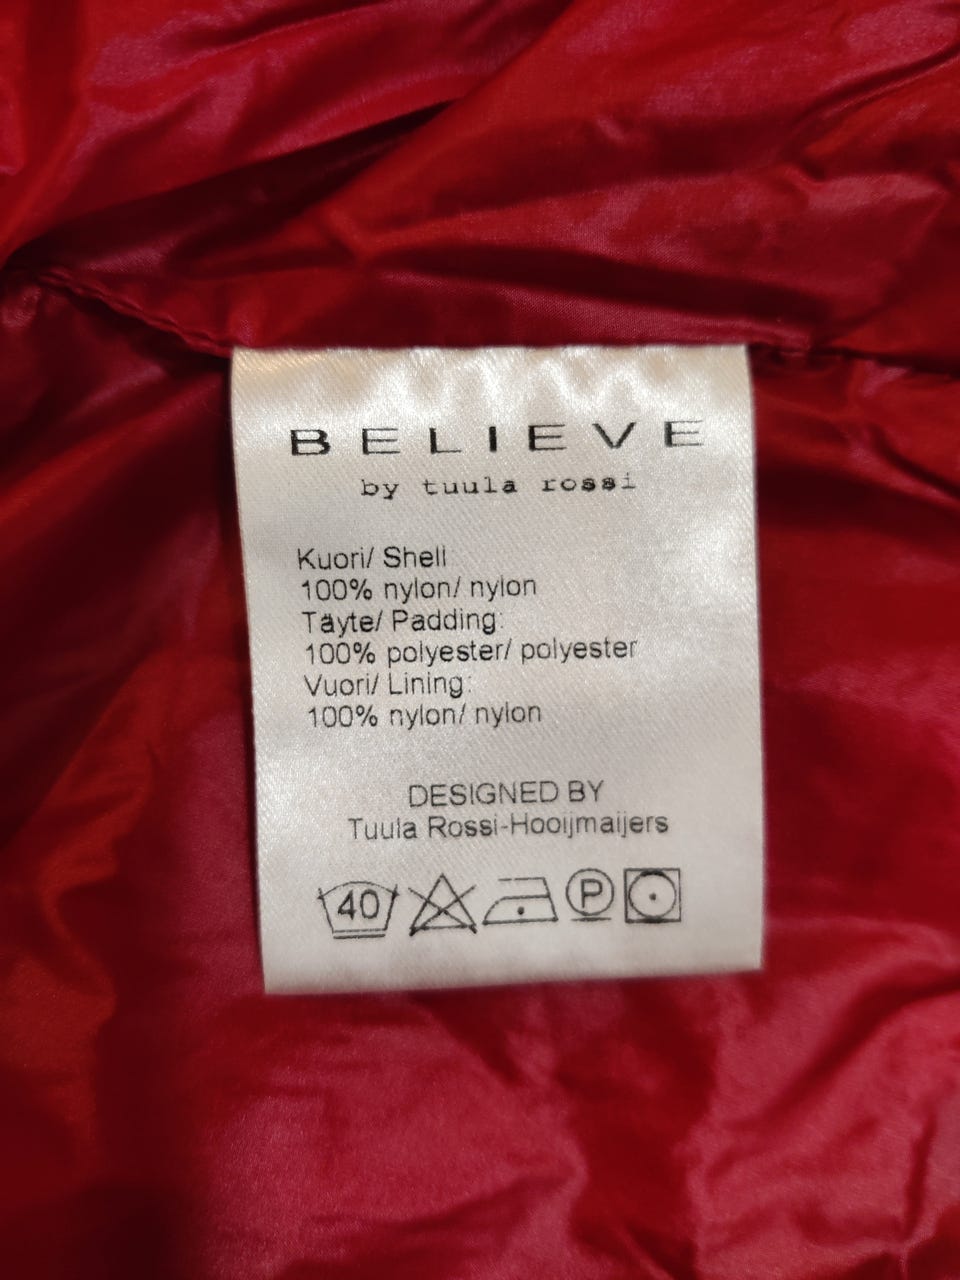 BELIEVE
by tuula rossi
Kuori/ Shell
100% nylon/ nylon
Täyte/ Padding:
100% polyester/ polyester
Vuori/ Lining:
100% nylon/ nylon
DESIGNED BY
Tuula Rossi-Hooijmaijers
40 P